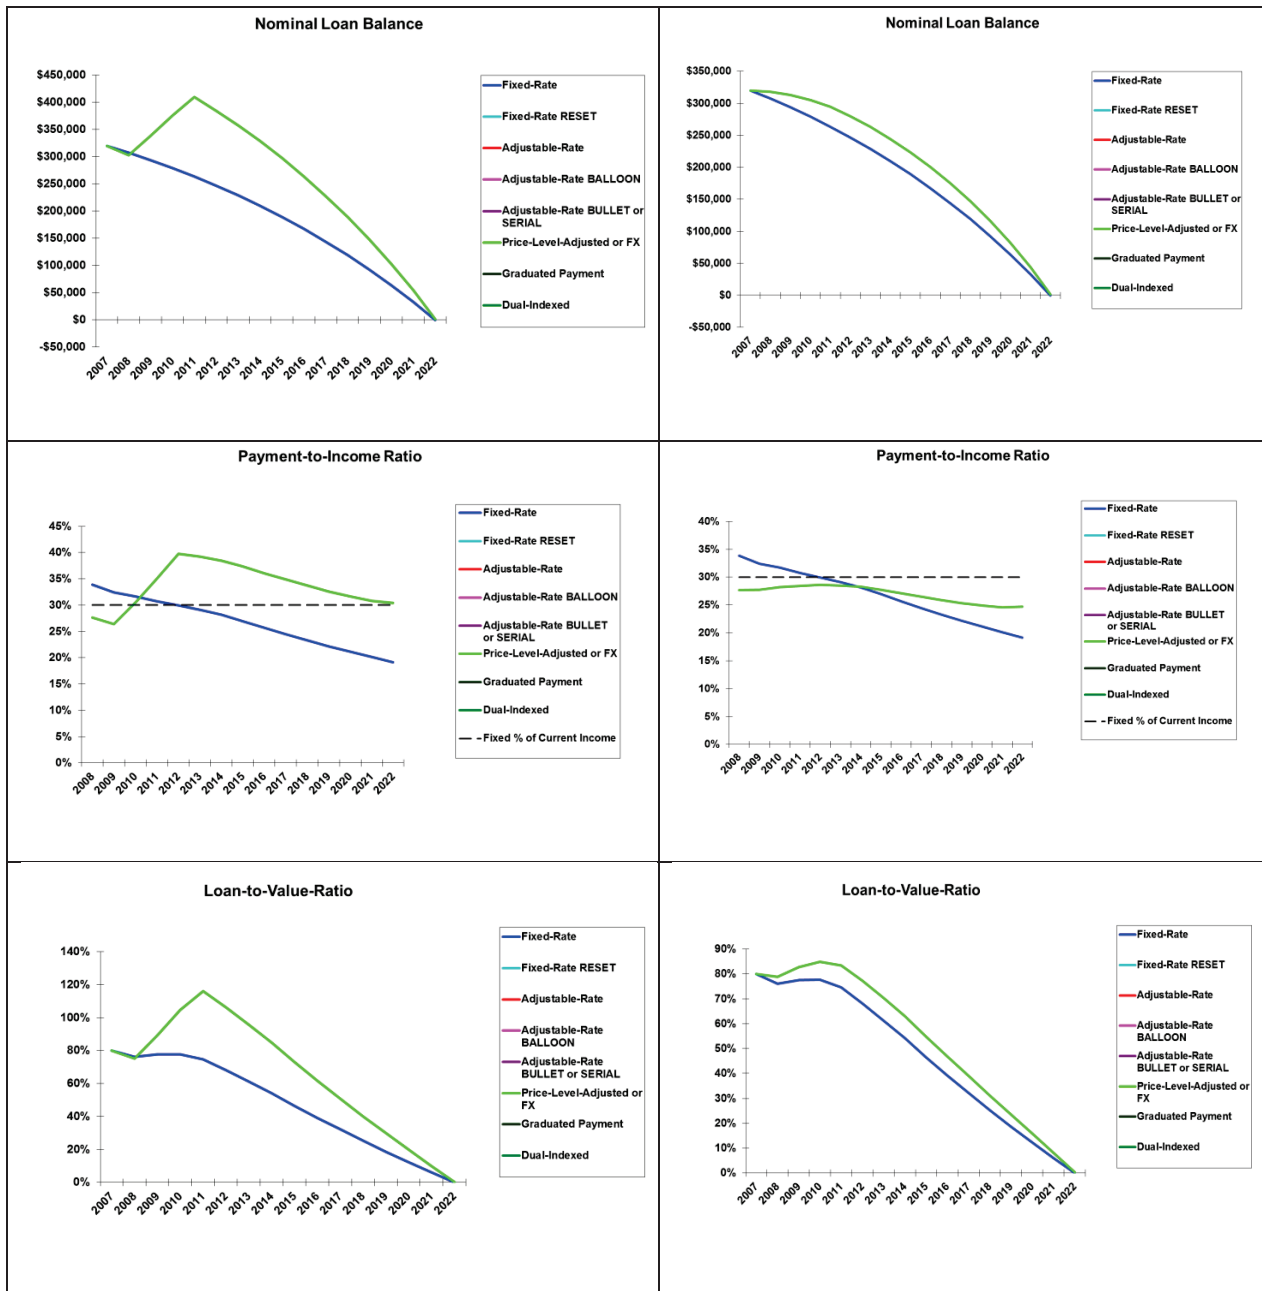 Nominal Loan Balance
$450,000
$400,000
$350,000
$300,000
$250,000
$200,000
$150,000
$100,000
$50,000
$0
-$50,000
2007
2008
2009
2010
2011
2012
2013
2014
2015
2016
2017
2018
2019
2020
2021
2022
Fixed-Rate
Fixed-Rate RESET
Adjustable-Rate
Adjustable-Rate BALLOON
Adjustable-Rate BULLET or
SERIAL
Price-Level-Adjusted or FX
Graduated Payment
Dual-Indexed
Nominal Loan Balance
$350,000
$300,000
$250,000
$200,000
$150,000
$100,000
$50,000
$0
-$50,000
2007
2008
2009
2010
2011
2012
2013
2014
2015
2016
2017
2018
2019
2020
2021
2022
Fixed-Rate
Fixed-Rate RESET
Adjustable-Rate
Adjustable-Rate BALLOON
Adjustable-Rate BULLET or
SERIAL
Price-Level-Adjusted or FX
Graduated Payment
Dual-Indexed
Payment-to-Income Ratio
45%
40%
35%
30%
25%
20%
15%
10%
5%
0%
2008
2009
2010
2011
2012
2013
2014
2015
2016
2017
2018
2019
2020
2021
2022
Fixed-Rate
Fixed-Rate RESET
Adjustable-Rate
Adjustable-Rate BALLOON
Adjustable-Rate BULLET
or SERIAL
Price-Level-Adjusted or FX
Graduated Payment
Dual-Indexed
Fixed % of Current Income
Payment-to-Income Ratio
40%
35%
30%
25%
20%
15%
10%
5%
0%
2008
2009
2010
2011
2012
2013
2014
2015
2016
2017
2018
2019
2020
2021
2022
Fixed-Rate
Fixed-Rate RESET
Adjustable-Rate
Adjustable-Rate BALLOON
Adjustable-Rate BULLET
or SERIAL
Price-Level-Adjusted or FX
Graduated Payment
Dual-Indexed
Fixed % of Current Income
Loan-to-Value-Ratio
140%
120%
100%
80%
60%
40%
20%
0%
2007
2008
2009
2010
2011
2012
2013
2014
2015
2016
2017
2018
2019
2020
2021
2022
Fixed-Rate
Fixed-Rate RESET
Adjustable-Rate
Adjustable-Rate
BALLOON
Adjustable-Rate
BULLET or SERIAL
Price-Level-Adjusted or
FX
Graduated Payment
Dual-Indexed
Loan-to-Value-Ratio
90%
80%
70%
60%
50%
40%
30%
20%
10%
0%
2007
2008
2009
2010
2011
2012
2013
2014
2015
2016
2017
2018
2019
2020
2021
2022
Fixed-Rate
Fixed-Rate RESET
Adjustable-Rate
Adjustable-Rate
BALLOON
Adjustable-Rate
BULLET or SERIAL
Price-Level-Adjusted or
FX
Graduated Payment
Dual-Indexed